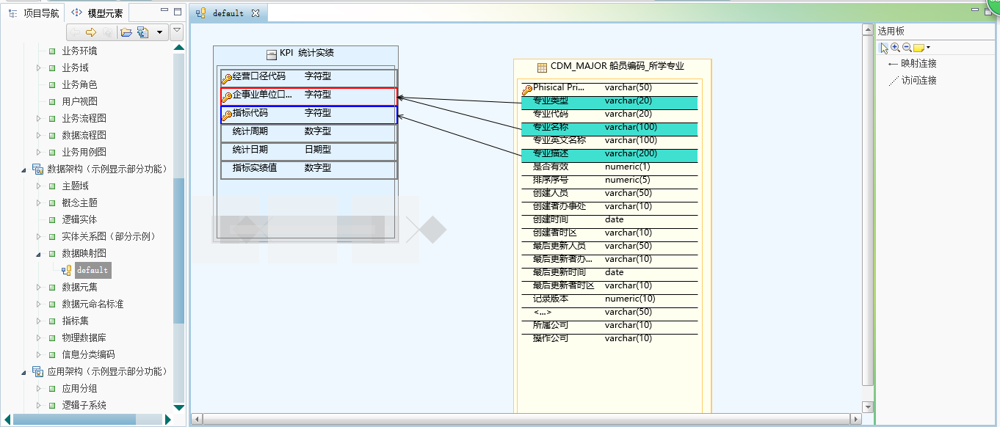 项目导航
模型元素
业务环境
业务域
业务角色
用户视图
业务流程图
数据流程图
业务用例图
数据架构（示例显示部分功能）
主题域
概念主题
逻辑实体
实体关系图（部分示例）
数据映射图
default
数据元集
数据元命名标准
指标集
物理数据库
信息分类编码
应用架构（示例显示部分功能）
应用分组
逻辑子系统
default
KPI 统计实绩
经营口径代码 字符型
企事业单位口... 字符型
指标代码 字符型
统计周期 数字型
统计日期 日期型
指标实绩值 数字型
CDM_MAJOR 船员编码_所学专业
Phisical Pri... varchar(50)
专业类型 varchar(20)
专业代码 varchar(20)
专业名称 varchar(100)
专业英文名称 varchar(100)
专业描述 varchar(200)
是否有效 numeric(1)
排序序号 numeric(5)
创建人员 varchar(50)
创建者办事处 varchar(10)
创建时间 date
创建者时区 varchar(10)
最后更新人员 varchar(50)
最后更新者办... varchar(10)
最后更新时间 date
最后更新者时区 varchar(10)
记录版本 numeric(10)
<...> varchar(50)
所属公司 varchar(10)
操作公司 varchar(10)
选用板
映射连接
访问连接